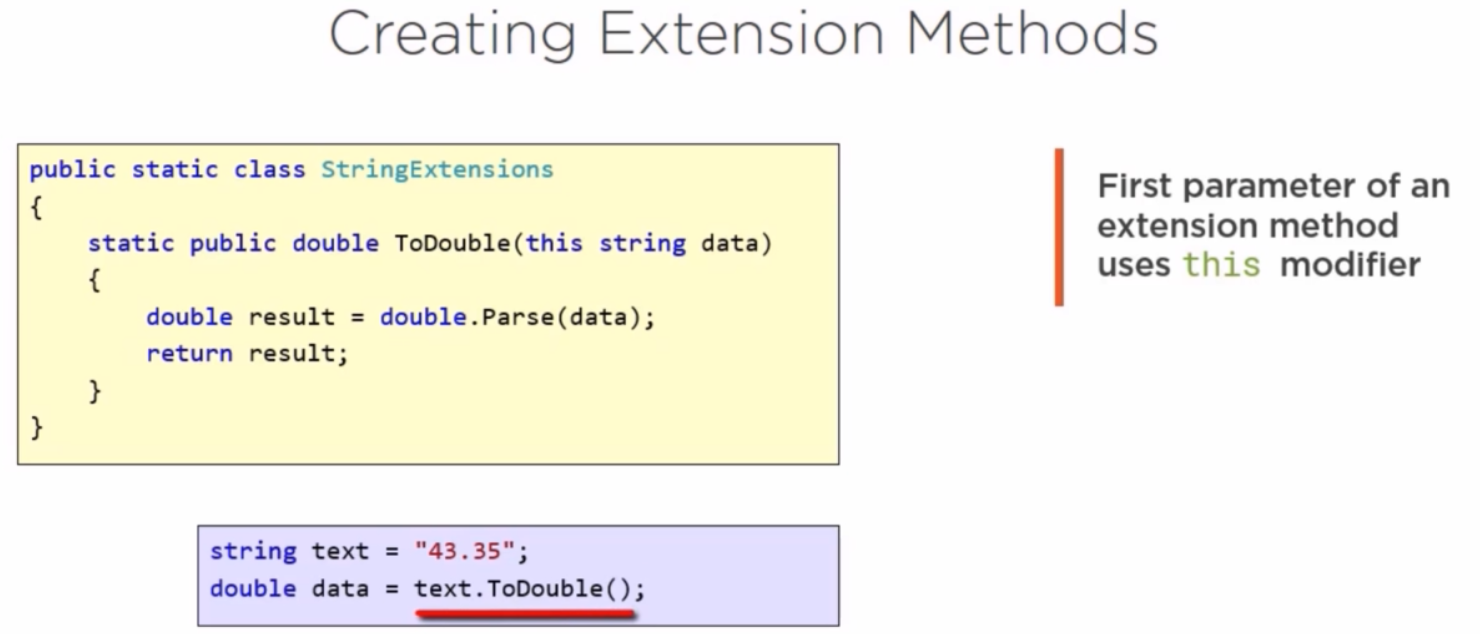 Creating Extension Methods
public static class StringExtensions
{
    static public double ToDouble(this string data)
    {
        double result = double.Parse(data);
        return result;
    }
}
First parameter of an
extension method
uses this modifier
string text = "43.35";
double data = text.ToDouble();